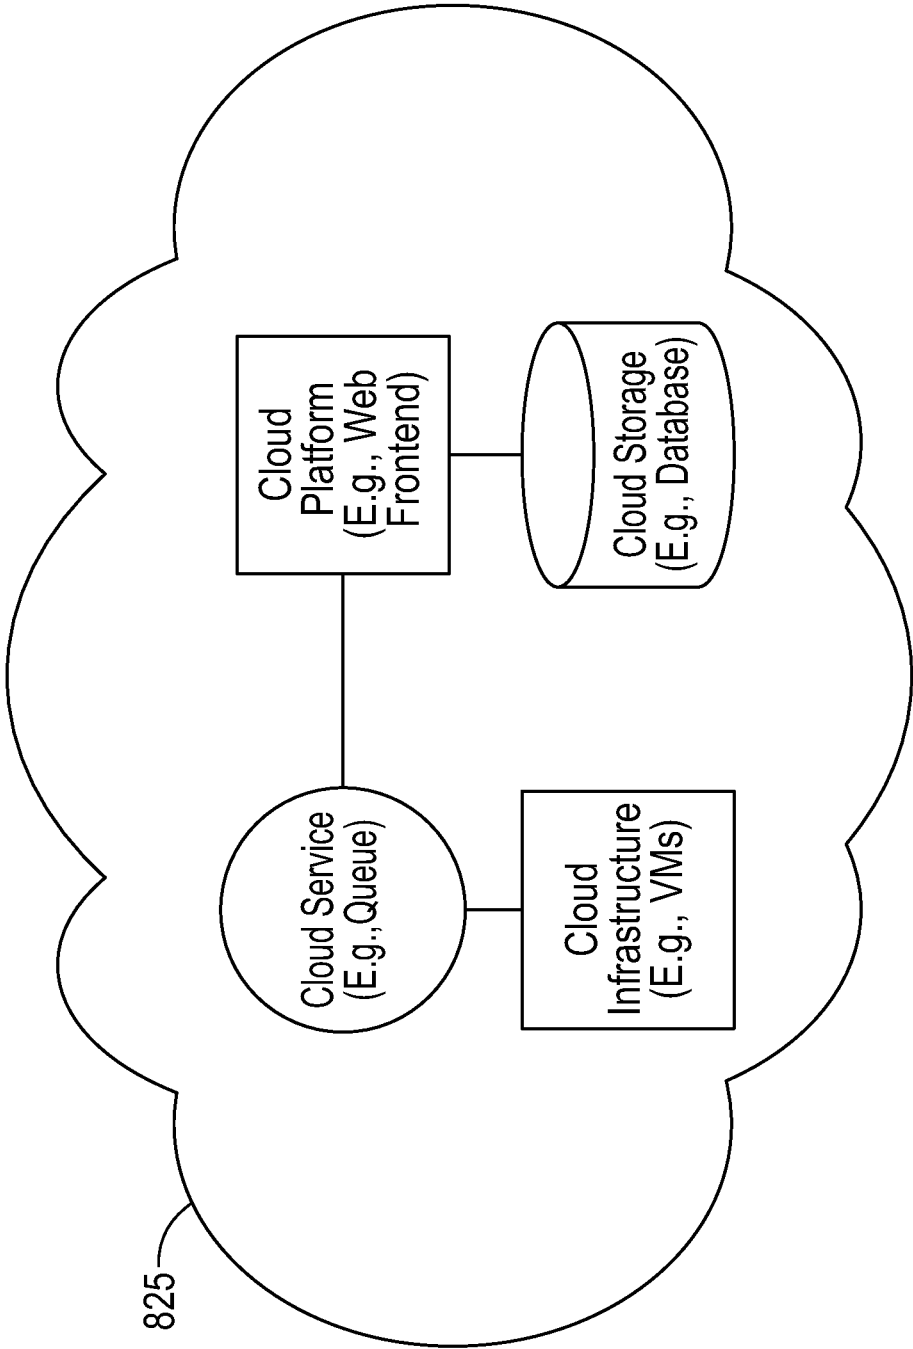 825
Cloud Service
(E.g.,Queue)
Cloud
Platform
(E.g., Web
Frontend)
Cloud
Infrastructure
(E.g., VMs)
Cloud Storage
(E.g., Database)